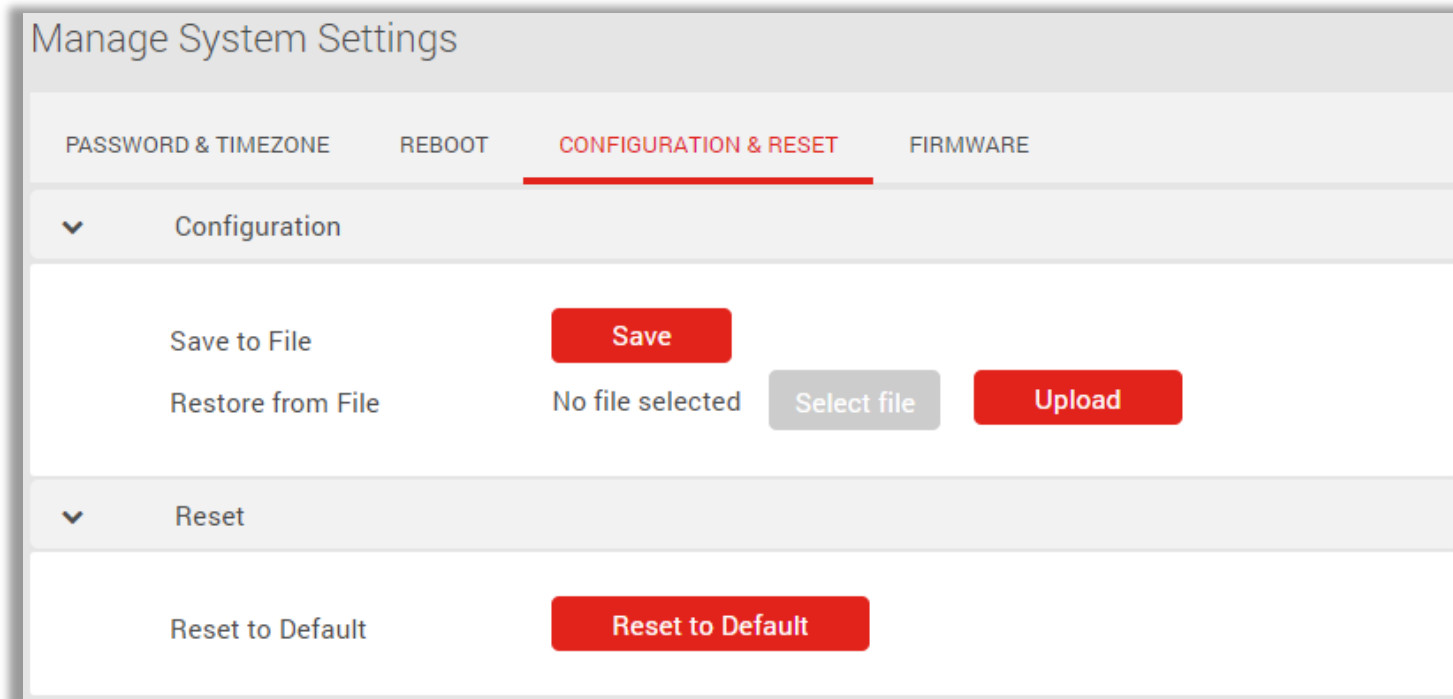 Manage System Settings
PASSWORD & TIMEZONE REBOOT CONFIGURATION & RESET FIRMWARE
Configuration
Save to File Save
Restore from File No file selected Select file Upload
Reset
Reset to Default Reset to Default